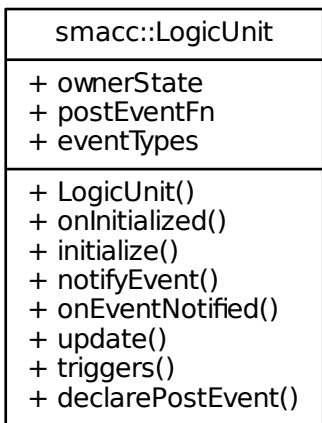 smacc::LogicUnit
+ ownerState
+ postEventFn
+ eventTypes
+ LogicUnit()
+ onInitialized()
+ initialize()
+ notifyEvent()
+ onEventNotified()
+ update()
+ triggers()
+ declarePostEvent()